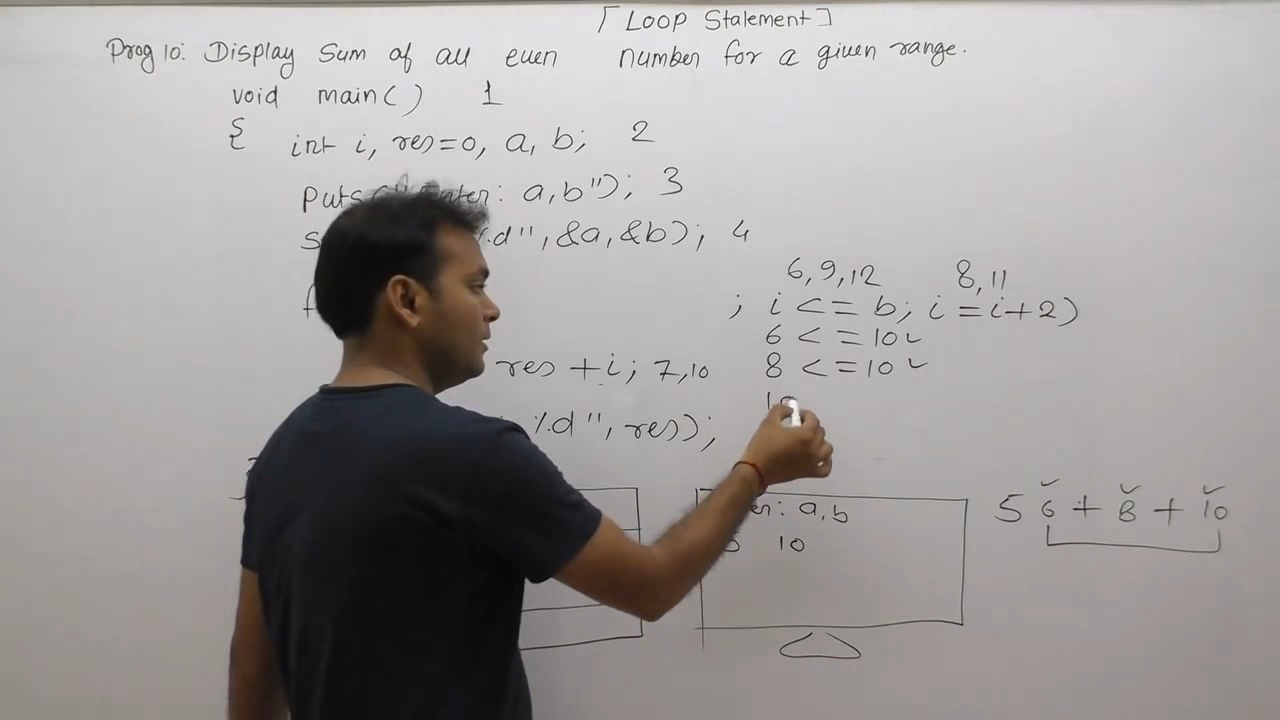 [LOOP Statement]
Prog 10: Display Sum of all even number for a given range.
void main() 1
{ int i, res=0, a, b; 2
puts(" Enter: a,b"); 3
%d", &a, &b); 4
6,9,12 8,11
; i <= b; i = i+2)
6 <= 10 ✓
res + i; 7,10 8 <= 10 ✓
10
%d", res);
}
: a,b
10
5 6 + 8 + 10